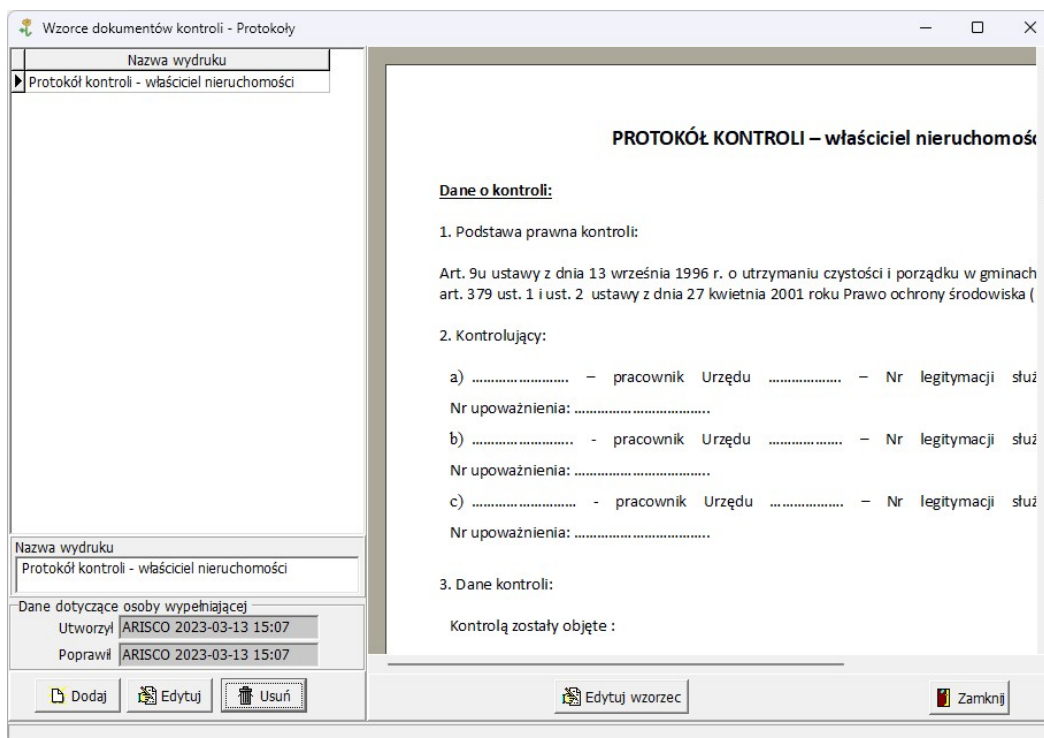 Wzorce dokumentów kontroli - Protokoły
Nazwa wydruku
Protokół kontroli - właściciel nieruchomości
Nazwa wydruku
Protokół kontroli - właściciel nieruchomości
Dane dotyczące osoby wypełniającej
Utworzył ARISCO 2023-03-13 15:07
Poprawił ARISCO 2023-03-13 15:07
Dodaj Edytuj Usuń
PROTOKÓŁ KONTROLI – właściciel nieruchomośc
Dane o kontroli:
1. Podstawa prawna kontroli:
Art. 9u ustawy z dnia 13 września 1996 r. o utrzymaniu czystości i porządku w gminach
art. 379 ust. 1 i ust. 2 ustawy z dnia 27 kwietnia 2001 roku Prawo ochrony środowiska (
2. Kontrolujący:
a) …………………… – pracownik Urzędu ……………… – Nr legitymacji służ
Nr upoważnienia: ……………………………
b) …………………… - pracownik Urzędu ……………… – Nr legitymacji służ
Nr upoważnienia: ……………………………
c) …………………… - pracownik Urzędu ……………… – Nr legitymacji służ
Nr upoważnienia: ……………………………
3. Dane kontroli:
Kontrolą zostały objęte :
Edytuj wzorzec Zamknij